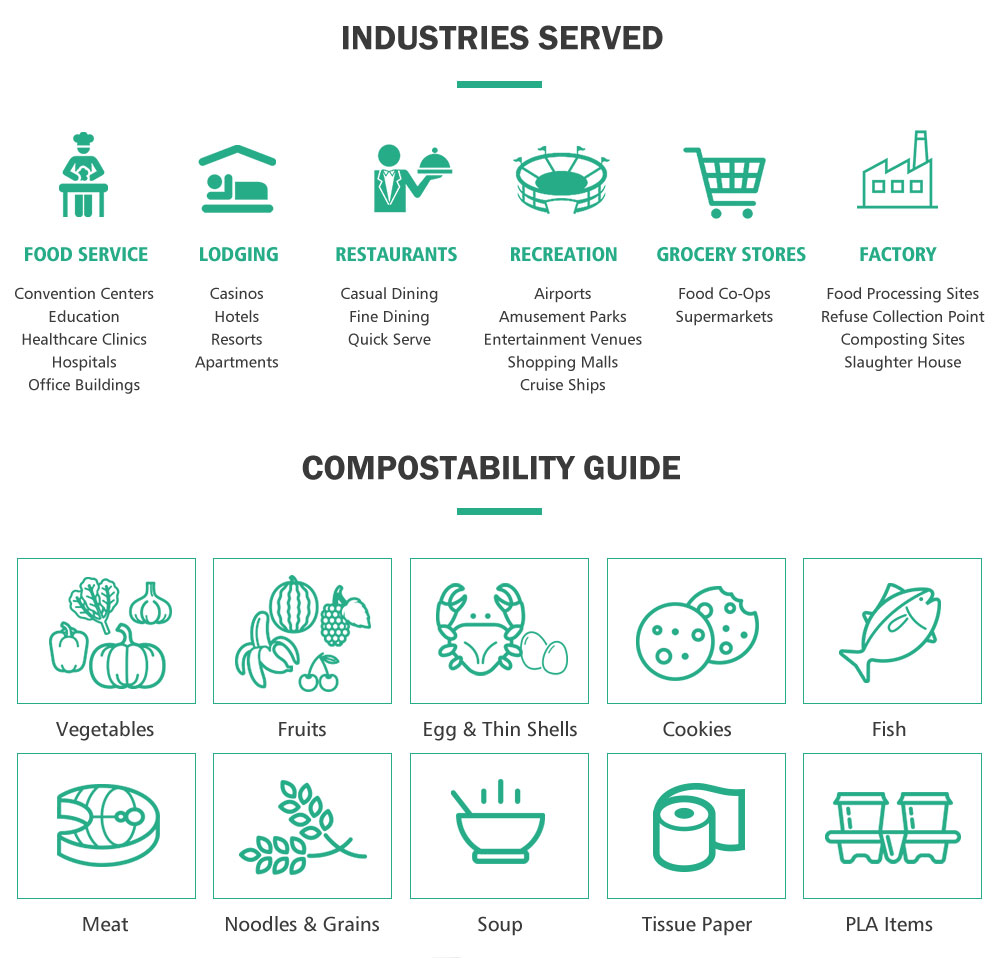 INDUSTRIES SERVED
FOOD SERVICE
Convention Centers
Education
Healthcare Clinics
Hospitals
Office Buildings
LODGING
Casinos
Hotels
Resorts
Apartments
RESTAURANTS
Casual Dining
Fine Dining
Quick Serve
RECREATION
Airports
Amusement Parks
Entertainment Venues
Shopping Malls
Cruise Ships
GROCERY STORES
Food Co-Ops
Supermarkets
FACTORY
Food Processing Sites
Refuse Collection Point
Composting Sites
Slaughter House
COMPOSTABILITY GUIDE
Vegetables
Fruits
Egg & Thin Shells
Cookies
Fish
Meat
Noodles & Grains
Soup
Tissue Paper
PLA Items